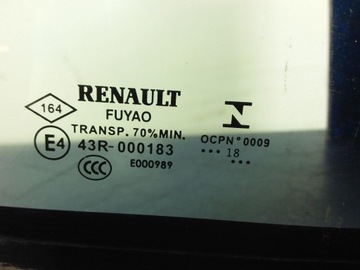 164
RENAULT
FUYAO
TRANSP. 70%MIN.
E4 43R-000183
CCC E000989
OCPN°0009
••• 18
•••